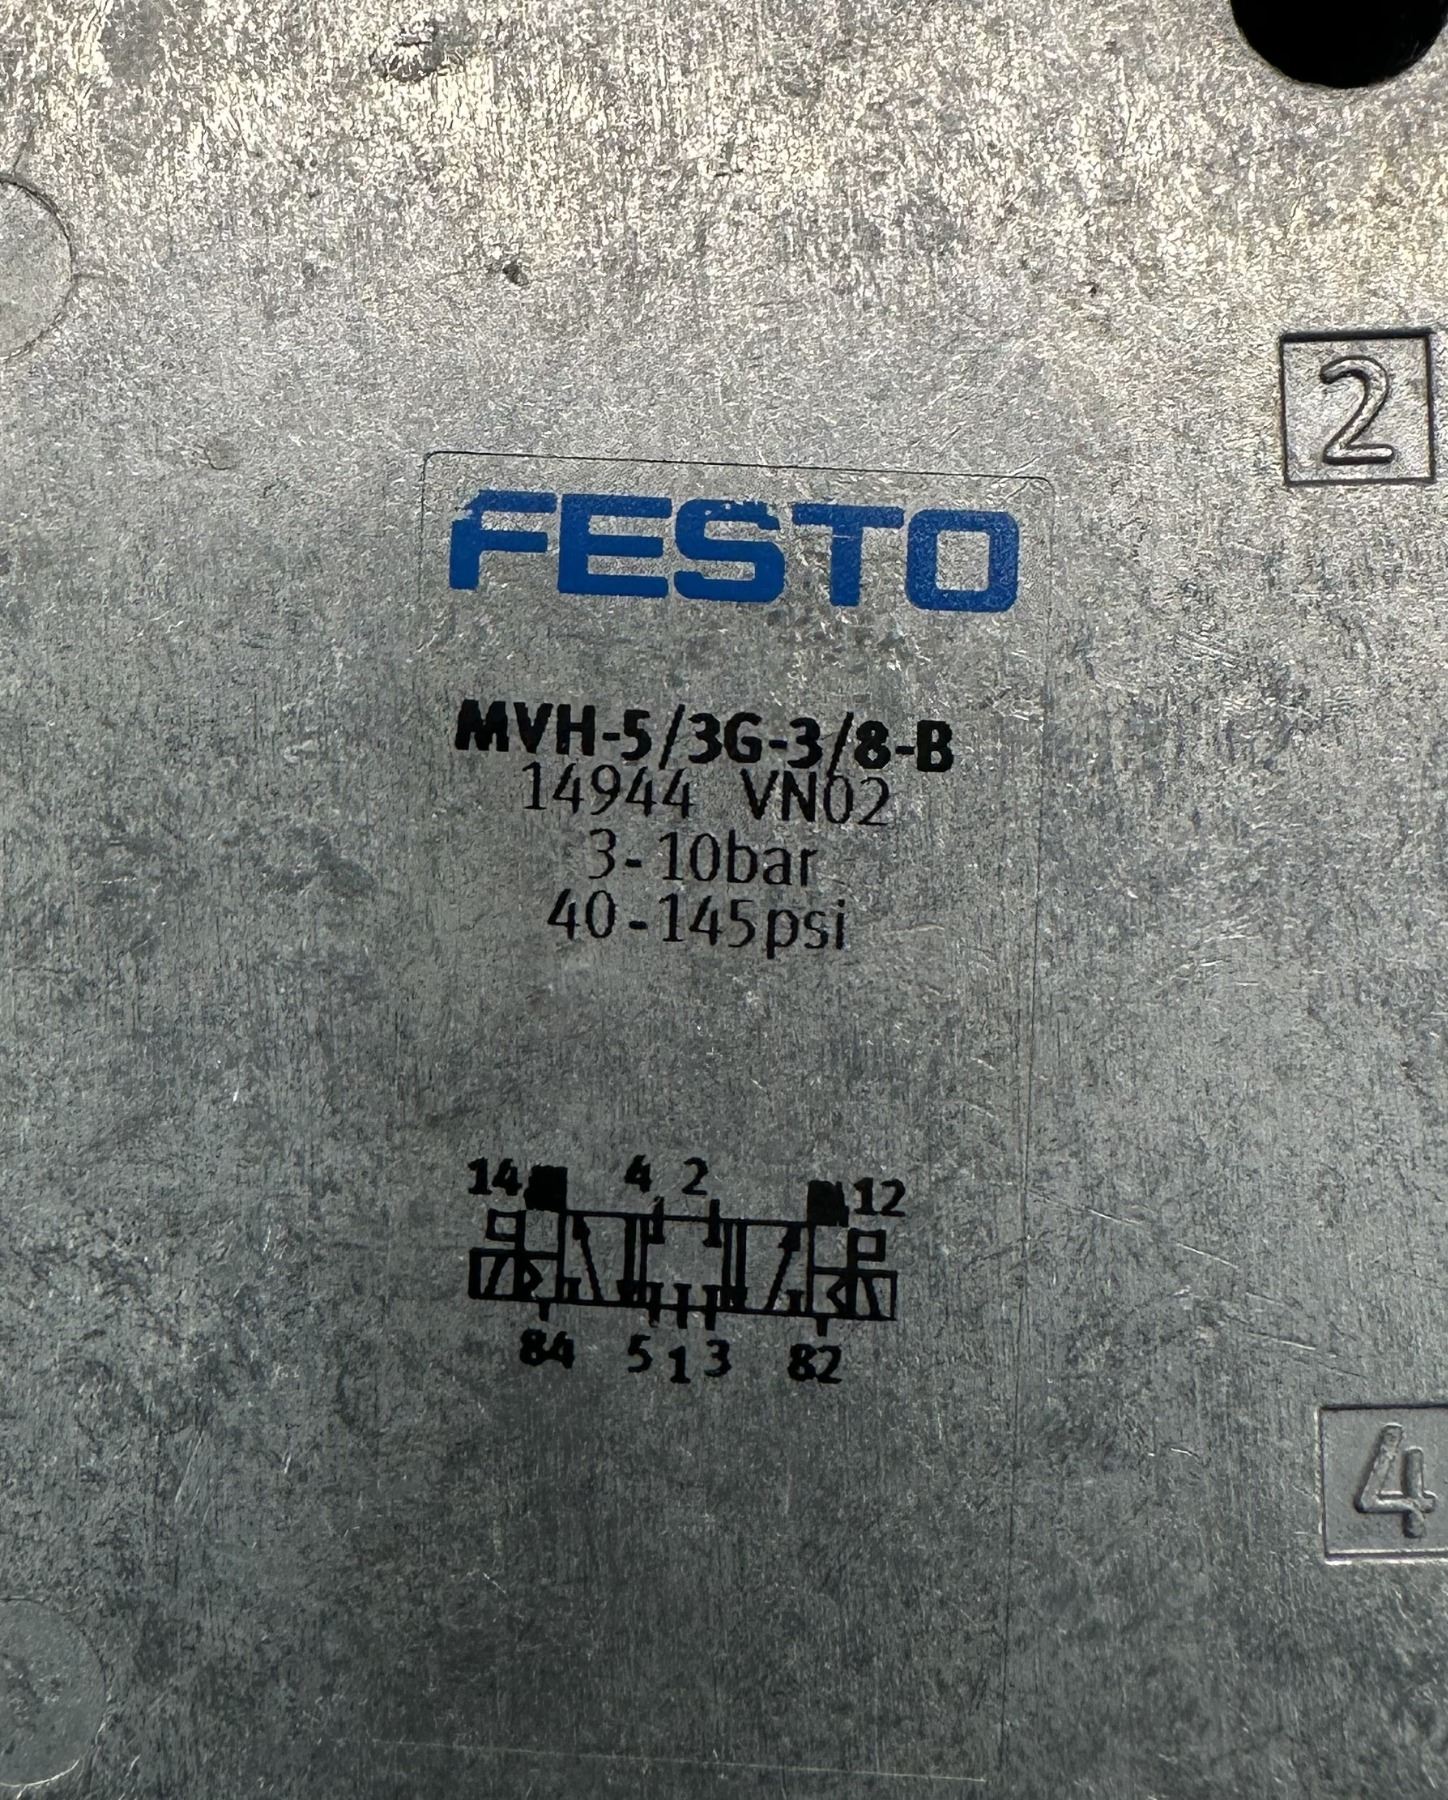 2
FESTO
MVH-5/3G-3/8-B
14944 VN02
3-10bar
40-145psi
14 4 2 12
84 5 1 3 82
4